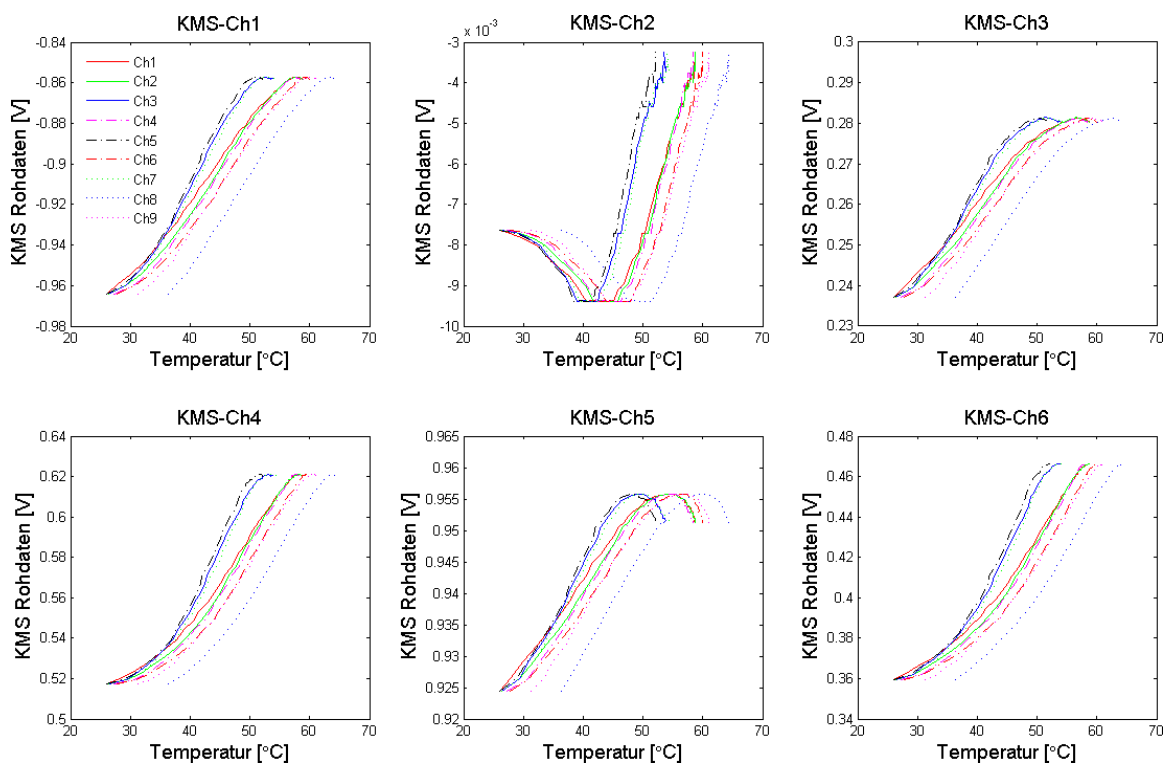 KMS-Ch1
KMS Rohdaten [V]
-0.84
-0.86
-0.88
-0.9
-0.92
-0.94
-0.96
-0.98
Ch1
Ch2
Ch3
Ch4
Ch5
Ch6
Ch7
Ch8
Ch9
20 30 40 50 60 70
Temperatur [°C]
KMS-Ch2
x 10⁻³
KMS Rohdaten [V]
-3
-4
-5
-6
-7
-8
-9
-10
20 30 40 50 60 70
Temperatur [°C]
KMS-Ch3
KMS Rohdaten [V]
0.3
0.29
0.28
0.27
0.26
0.25
0.24
0.23
20 30 40 50 60 70
Temperatur [°C]
KMS-Ch4
KMS Rohdaten [V]
0.64
0.62
0.6
0.58
0.56
0.54
0.52
0.5
20 30 40 50 60 70
Temperatur [°C]
KMS-Ch5
KMS Rohdaten [V]
0.965
0.96
0.955
0.95
0.945
0.94
0.935
0.93
0.925
0.92
20 30 40 50 60 70
Temperatur [°C]
KMS-Ch6
KMS Rohdaten [V]
0.48
0.46
0.44
0.42
0.4
0.38
0.36
0.34
20 30 40 50 60 70
Temperatur [°C]